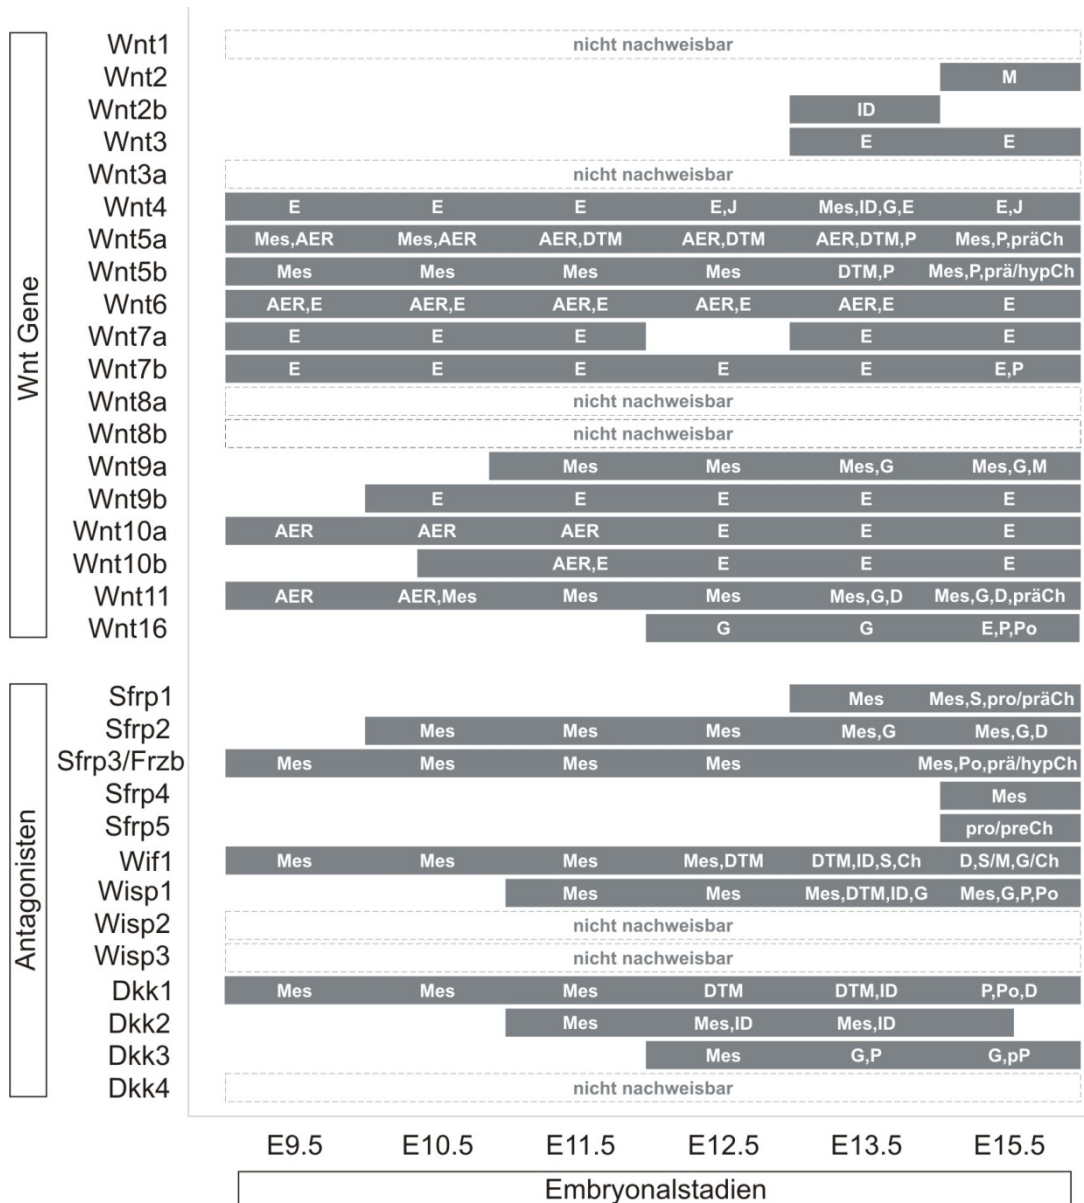 Wnt Gene
Wnt1 nicht nachweisbar
Wnt2 M
Wnt2b ID
Wnt3 E E
Wnt3a nicht nachweisbar
Wnt4 E E E E,J Mes,ID,G,E E,J
Wnt5a Mes,AER Mes,AER AER,DTM AER,DTM AER,DTM,P Mes,P,präCh
Wnt5b Mes Mes Mes Mes DTM,P Mes,P,prä/hypCh
Wnt6 AER,E AER,E AER,E AER,E AER,E E
Wnt7a E E E E E
Wnt7b E E E E E E,P
Wnt8a nicht nachweisbar
Wnt8b nicht nachweisbar
Wnt9a Mes Mes Mes,G Mes,G,M
Wnt9b E E E E E
Wnt10a AER AER AER E E E
Wnt10b AER,E E E E
Wnt11 AER AER,Mes Mes Mes Mes,G,D Mes,G,D,präCh
Wnt16 G G E,P,Po
Antagonisten
Sfrp1 Mes Mes,S,pro/präCh
Sfrp2 Mes Mes Mes Mes,G Mes,G,D
Sfrp3/Frzb Mes Mes Mes Mes Mes,Po,prä/hypCh
Sfrp4 Mes
Sfrp5 pro/preCh
Wif1 Mes Mes Mes Mes,DTM DTM,ID,S,Ch D,S/M,G/Ch
Wisp1 Mes Mes Mes,DTM,ID,G Mes,G,P,Po
Wisp2 nicht nachweisbar
Wisp3 nicht nachweisbar
Dkk1 Mes Mes Mes DTM DTM,ID P,Po,D
Dkk2 Mes Mes,ID Mes,ID
Dkk3 Mes G,P G,pP
Dkk4 nicht nachweisbar
E9.5 E10.5 E11.5 E12.5 E13.5 E15.5
Embryonalstadien